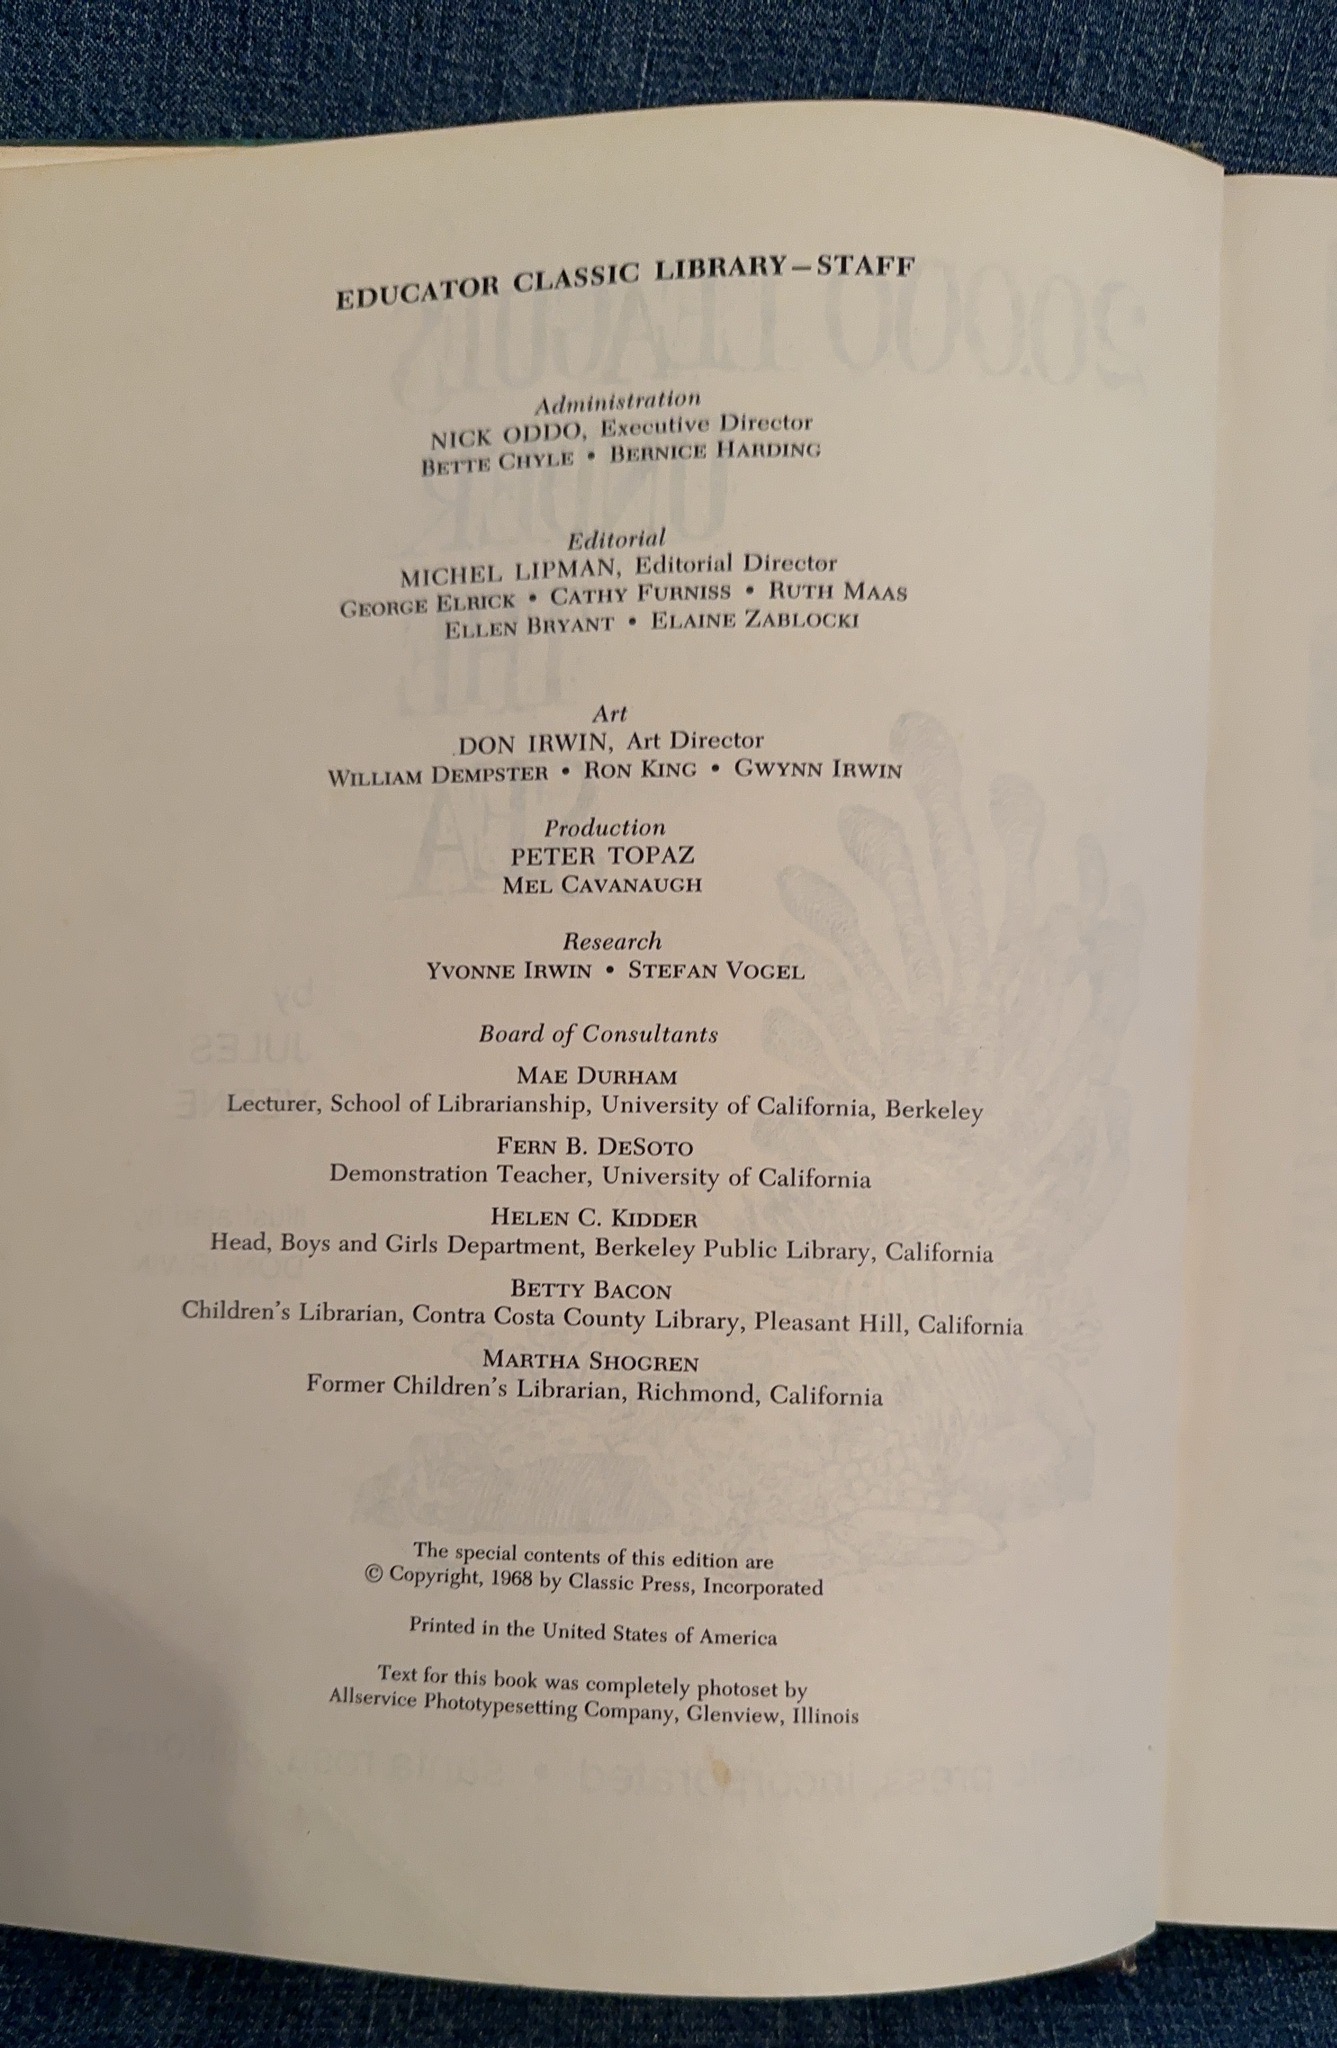 EDUCATOR CLASSIC LIBRARY—STAFF
Administration
NICK ODDO, Executive Director
BETTE CHYLE • BERNICE HARDING
Editorial
MICHEL LIPMAN, Editorial Director
GEORGE ELRICK • CATHY FURNISS • RUTH MAAS
ELLEN BRYANT • ELAINE ZABLOCKI
Art
DON IRWIN, Art Director
WILLIAM DEMPSTER • RON KING • GWYNN IRWIN
Production
PETER TOPAZ
MEL CAVANAUGH
Research
YVONNE IRWIN • STEFAN VOGEL
Board of Consultants
MAE DURHAM
Lecturer, School of Librarianship, University of California, Berkeley
FERN B. DESOTO
Demonstration Teacher, University of California
HELEN C. KIDDER
Head, Boys and Girls Department, Berkeley Public Library, California
BETTY BACON
Children's Librarian, Contra Costa County Library, Pleasant Hill, California
MARTHA SHOGREN
Former Children's Librarian, Richmond, California
The special contents of this edition are
© Copyright, 1968 by Classic Press, Incorporated
Printed in the United States of America
Text for this book was completely photoset by
Allservice Phototypesetting Company, Glenview, Illinois